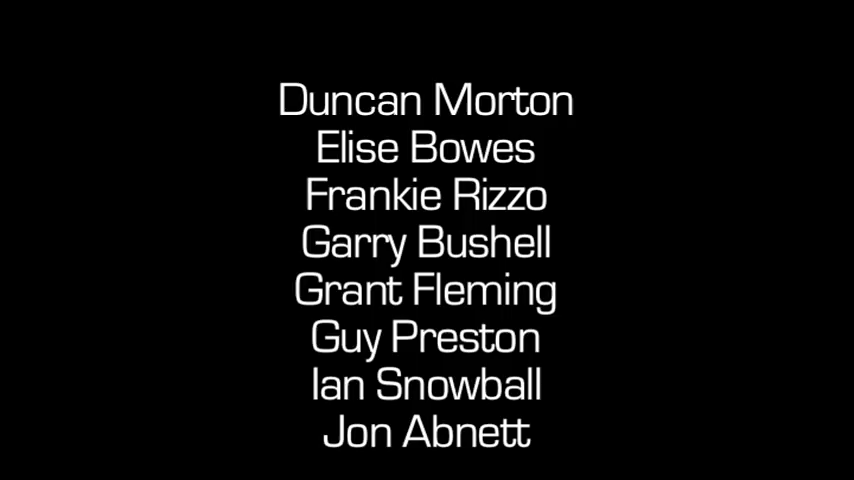 Duncan Morton
Elise Bowes
Frankie Rizzo
Garry Bushell
Grant Fleming
Guy Preston
Ian Snowball
Jon Abnett